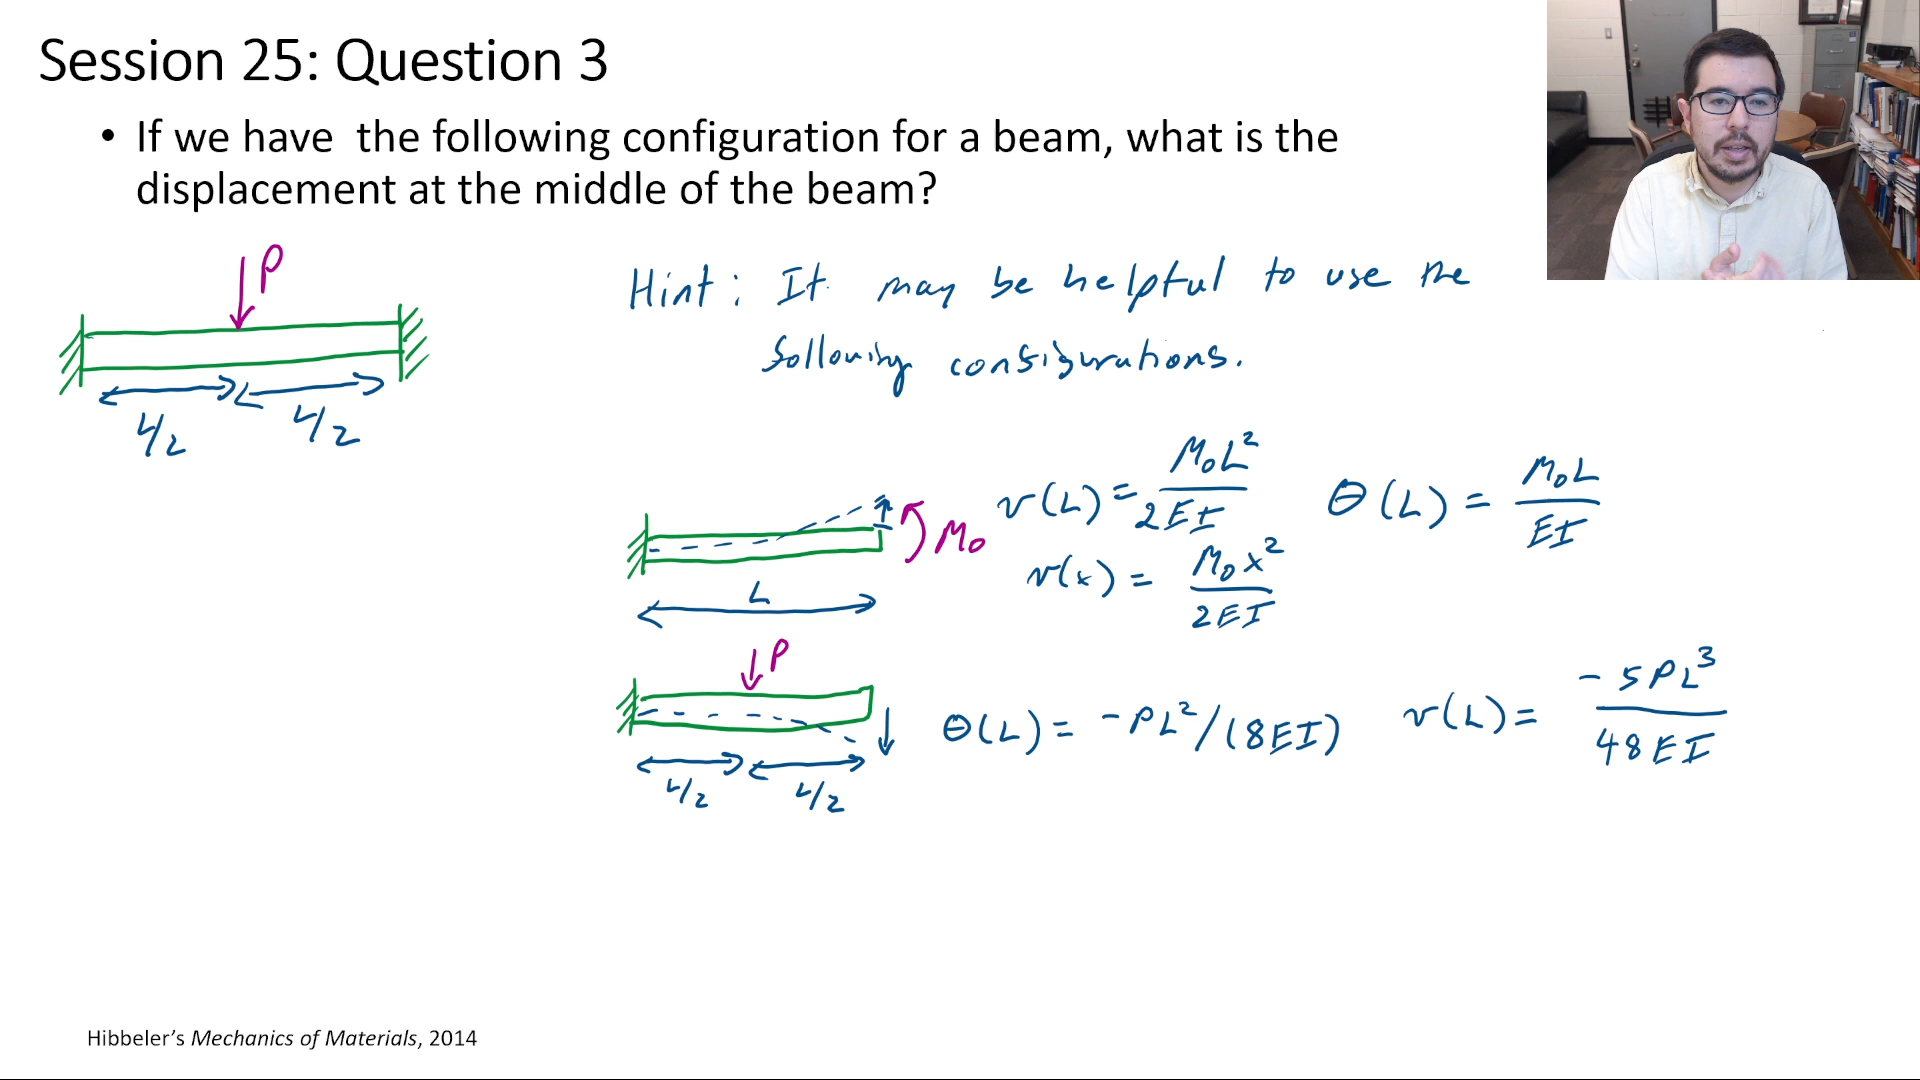 Session 25: Question 3
• If we have the following configuration for a beam, what is the
displacement at the middle of the beam?
P
L/2 L/2
Hint: It may be helpful to use the
following configurations.
M₀
L
v(L) = M₀L²/2EI θ(L) = M₀L/EI
v(x) = M₀x²/2EI
P
L/2 L/2
θ(L) = -PL²/(8EI) v(L) = -5PL³/48EI
Hibbeler's Mechanics of Materials, 2014